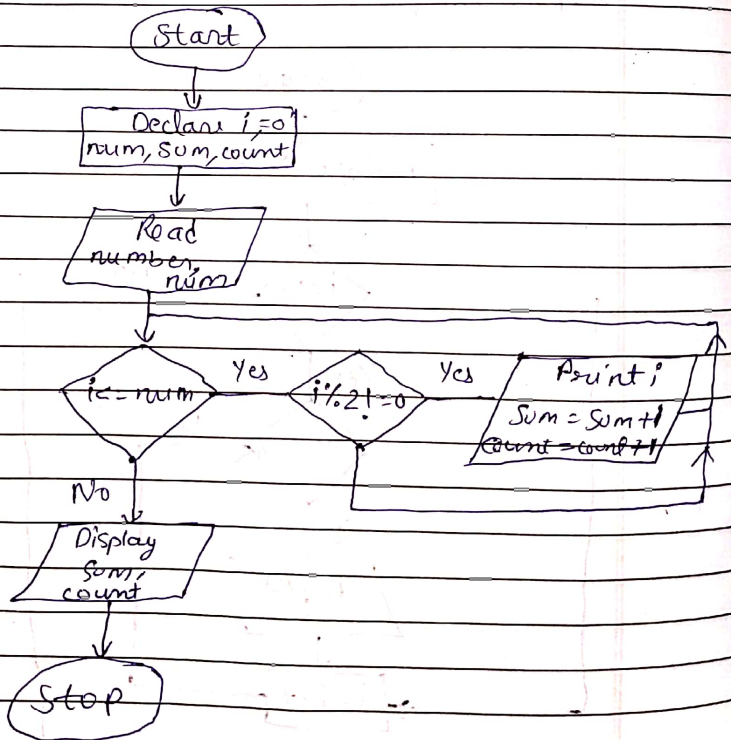 Start
Declare i=0
num, sum, count
Read
number,
num
i<=num
Yes
i%2!=0
Yes
Print i
Sum = Sum+1
count=count+1
No
Display
sum,
count
Stop